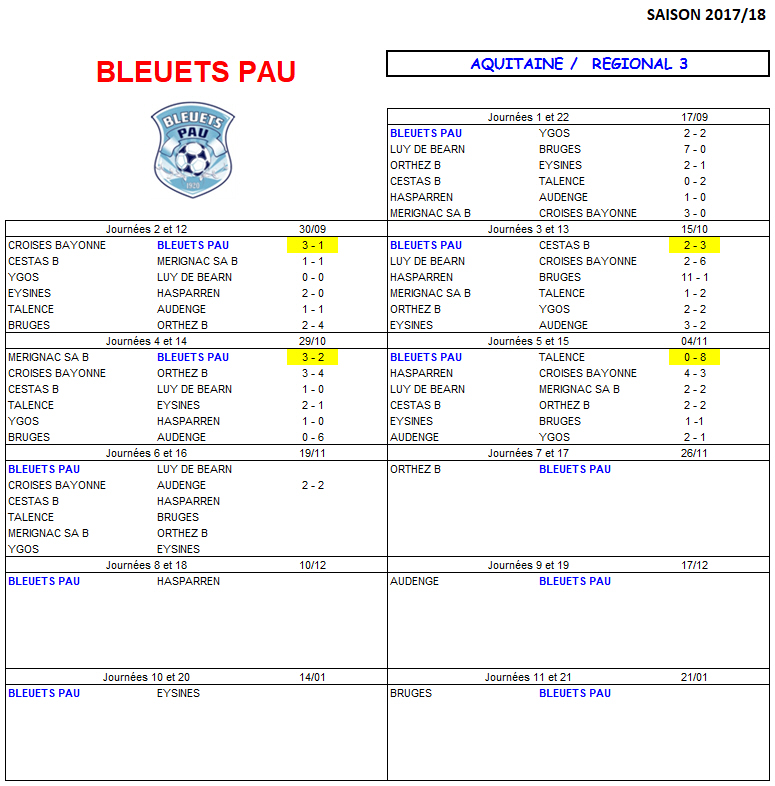 SAISON 2017/18
BLEUETS PAU
AQUITAINE / REGIONAL 3
BLEUETS
PAU
1920
Journées 1 et 22 17/09
BLEUETS PAU YGOS 2 - 2
LUY DE BEARN BRUGES 7 - 0
ORTHEZ B EYSINES 2 - 1
CESTAS B TALENCE 0 - 2
HASPARREN AUDENGE 1 - 0
MERIGNAC SA B CROISES BAYONNE 3 - 0
Journées 2 et 12 30/09
CROISES BAYONNE BLEUETS PAU 3 - 1
CESTAS B MERIGNAC SA B 1 - 1
YGOS LUY DE BEARN 0 - 0
EYSINES HASPARREN 2 - 0
TALENCE AUDENGE 1 - 1
BRUGES ORTHEZ B 2 - 4
Journées 3 et 13 15/10
BLEUETS PAU CESTAS B 2 - 3
LUY DE BEARN CROISES BAYONNE 2 - 6
HASPARREN BRUGES 11 - 1
MERIGNAC SA B TALENCE 1 - 2
ORTHEZ B YGOS 2 - 2
EYSINES AUDENGE 3 - 2
Journées 4 et 14 29/10
MERIGNAC SA B BLEUETS PAU 3 - 2
CROISES BAYONNE ORTHEZ B 3 - 4
CESTAS B LUY DE BEARN 1 - 0
TALENCE EYSINES 2 - 1
YGOS HASPARREN 1 - 0
BRUGES AUDENGE 0 - 6
Journées 5 et 15 04/11
BLEUETS PAU TALENCE 0 - 8
HASPARREN CROISES BAYONNE 4 - 3
LUY DE BEARN MERIGNAC SA B 2 - 2
CESTAS B ORTHEZ B 2 - 2
EYSINES BRUGES 1 -1
AUDENGE YGOS 2 - 1
Journées 6 et 16 19/11
BLEUETS PAU LUY DE BEARN
CROISES BAYONNE AUDENGE 2 - 2
CESTAS B HASPARREN
TALENCE BRUGES
MERIGNAC SA B ORTHEZ B
YGOS EYSINES
Journées 7 et 17 26/11
ORTHEZ B BLEUETS PAU
Journées 8 et 18 10/12
BLEUETS PAU HASPARREN
Journées 9 et 19 17/12
AUDENGE BLEUETS PAU
Journées 10 et 20 14/01
BLEUETS PAU EYSINES
Journées 11 et 21 21/01
BRUGES BLEUETS PAU